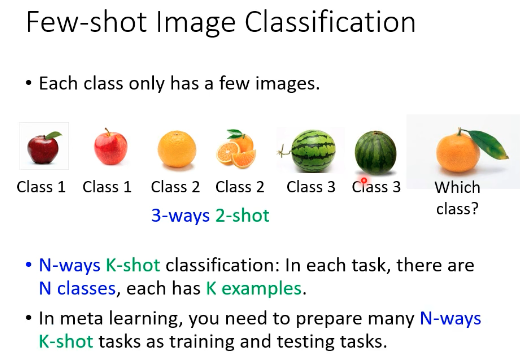 Few-shot Image Classification
• Each class only has a few images.
Class 1 Class 1 Class 2 Class 2 Class 3 Class 3 Which
class?
3-ways 2-shot
• N-ways K-shot classification: In each task, there are
N classes, each has K examples.
• In meta learning, you need to prepare many N-ways
K-shot tasks as training and testing tasks.